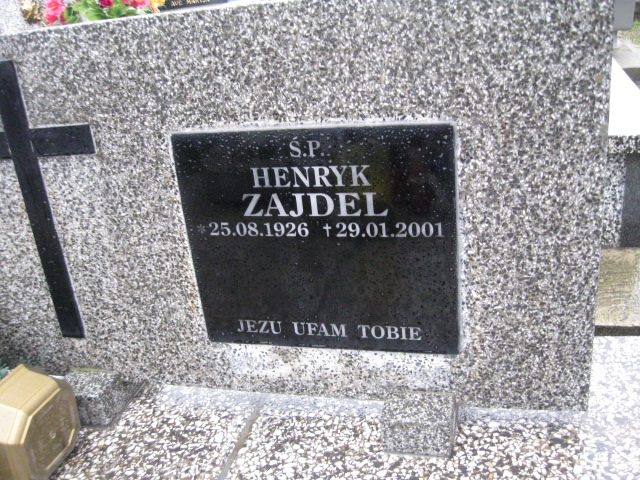 Ś.P.
HENRYK
ZAJDEL
*25.08.1926 †29.01.2001
JEZU UFAM TOBIE